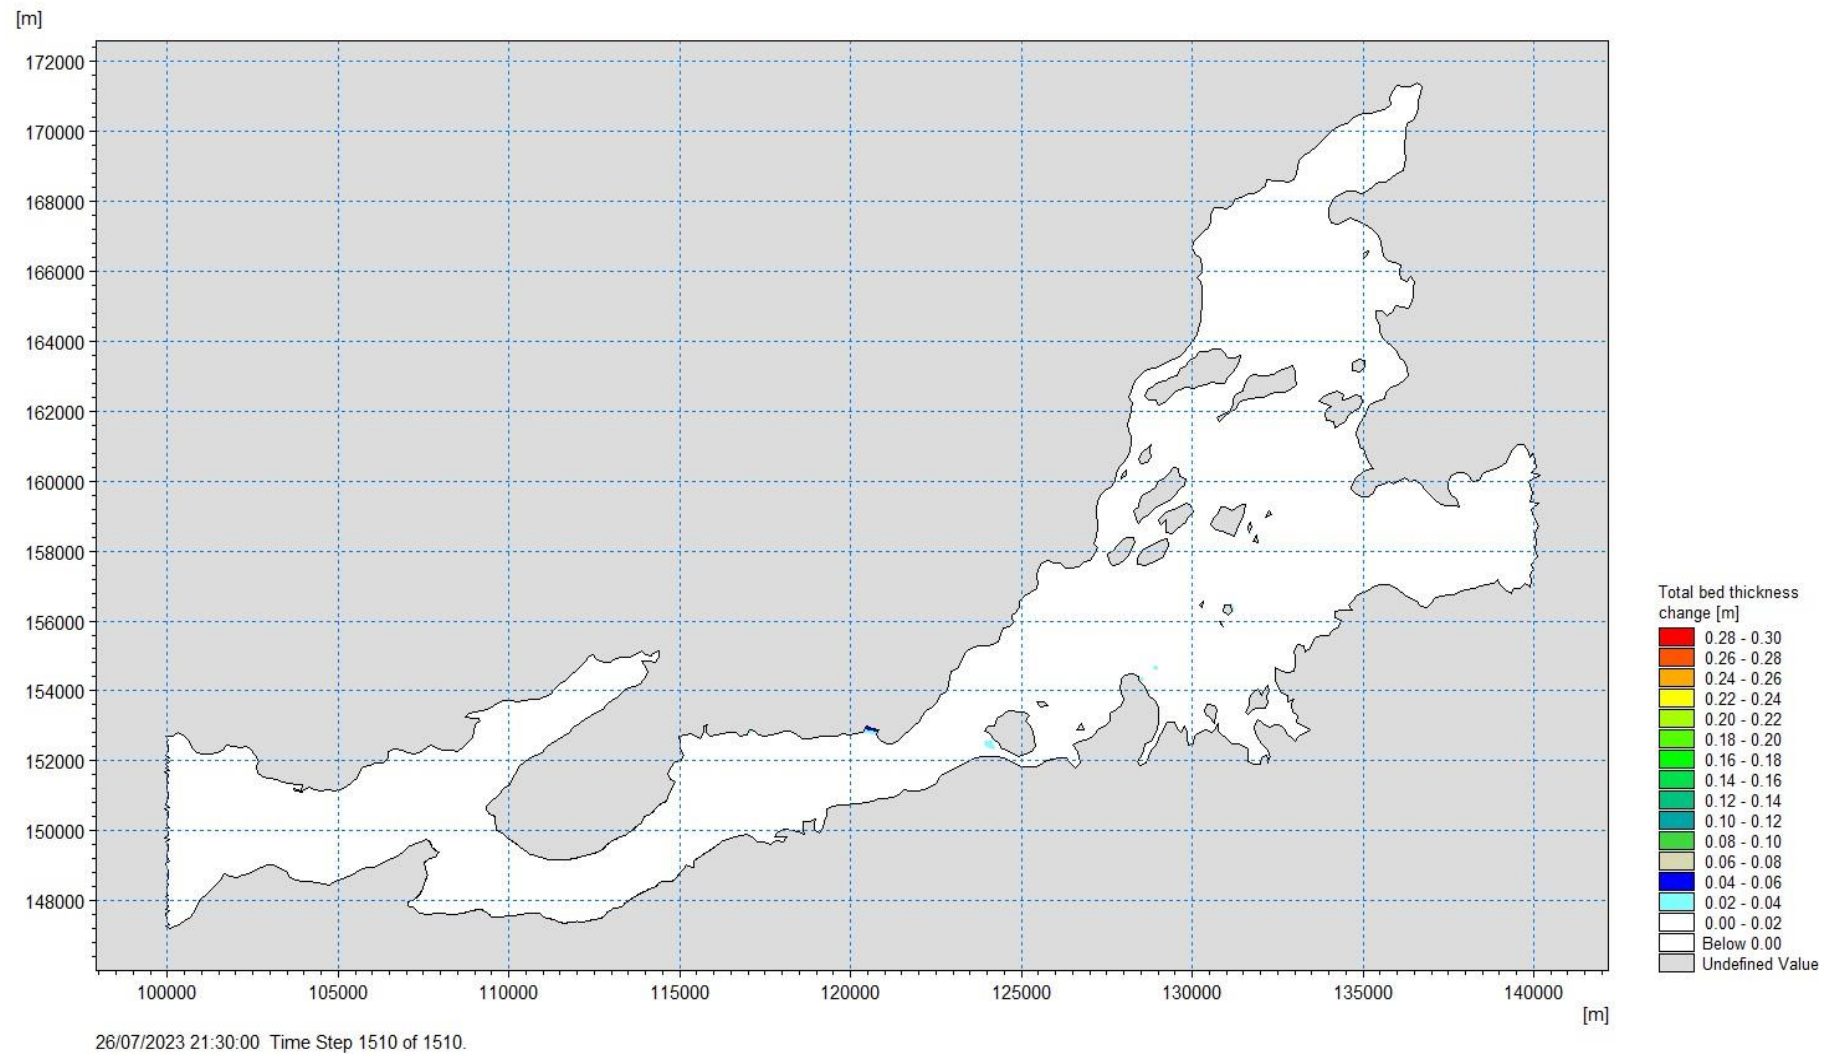 [m]
172000
170000
168000
166000
164000
162000
160000
158000
156000
154000
152000
150000
148000
100000
105000
110000
115000
120000
125000
130000
135000
140000
[m]
Total bed thickness
change [m]
0.28 - 0.30
0.26 - 0.28
0.24 - 0.26
0.22 - 0.24
0.20 - 0.22
0.18 - 0.20
0.16 - 0.18
0.14 - 0.16
0.12 - 0.14
0.10 - 0.12
0.08 - 0.10
0.06 - 0.08
0.04 - 0.06
0.02 - 0.04
0.00 - 0.02
Below 0.00
Undefined Value
26/07/2023 21:30:00 Time Step 1510 of 1510.